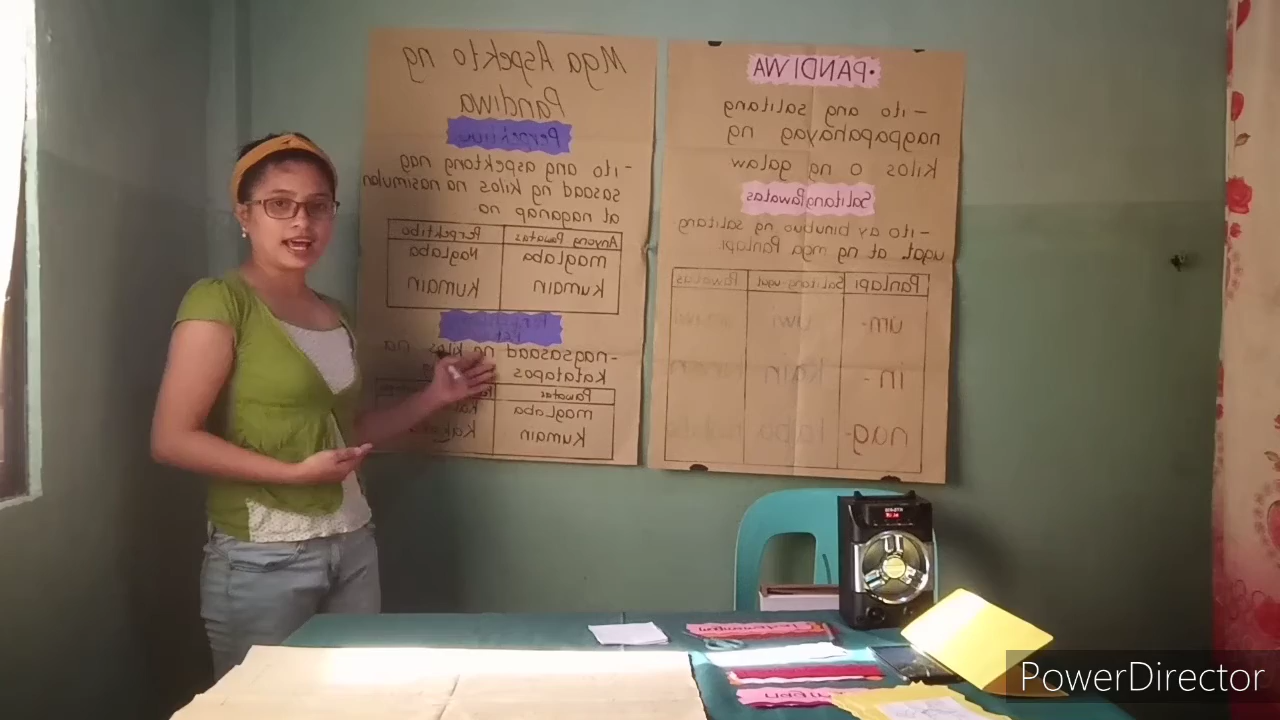 • PANDIWA
- ito ang salitang
nagpapahayag ng
kilos o galaw
Salitang Pawatas
- ito ay binubuo ng salitang
ugat at ng mga Panlapi.
Panlapi Salitang-ugat Pawatas
um- uwi
in- kain
nag-
Mga Aspekto ng
Pandiwa
- ito ang aspektong nag
sasaad ng kilos na nasimulan
at naganap na
Anyong Pawatas Perpektibo
maglaba Naglaba
Kumain Kumain
-nagsasaad ng kilos na
Katatapos
Pawatas
maglaba
Kumain
PowerDirector